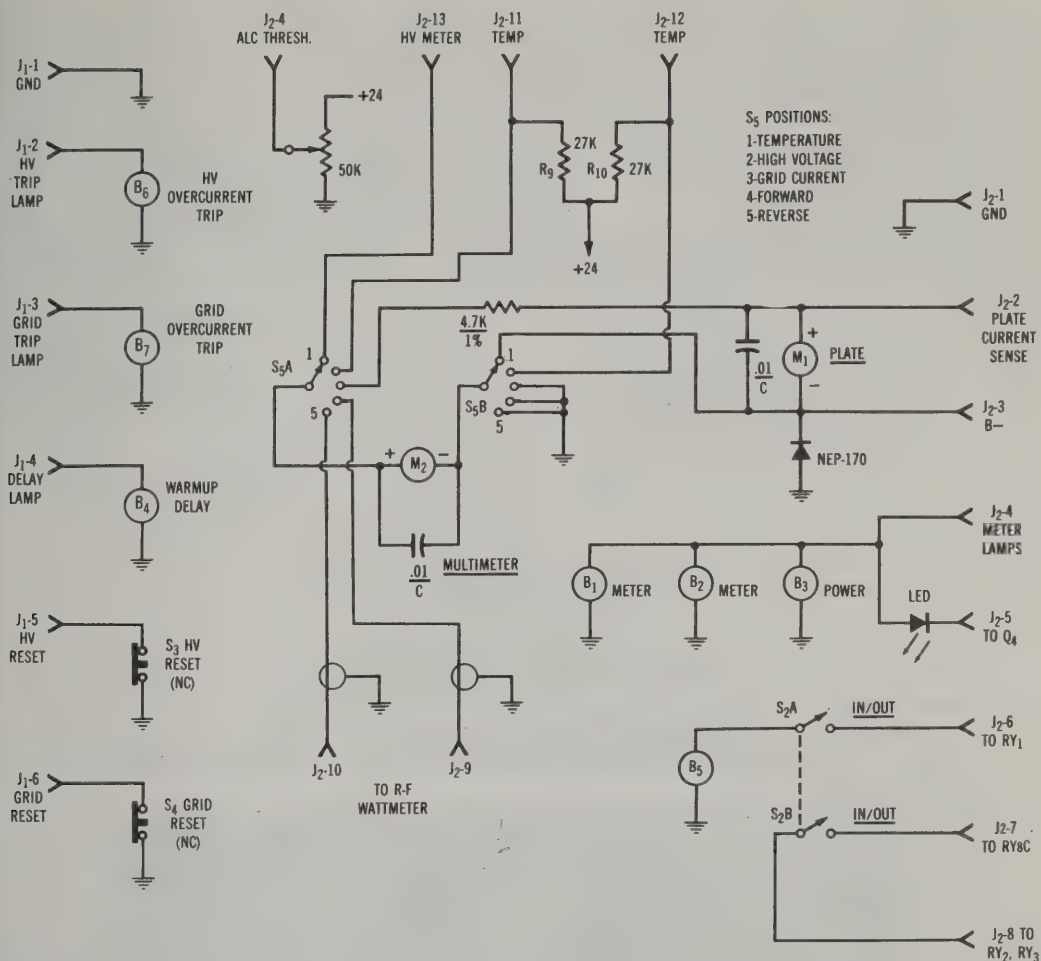 J2-4
ALC THRESH.
J2-13
HV METER
J2-11
TEMP
J2-12
TEMP
J1-1
GND
+24
50K
J1-2
HV
TRIP
LAMP
B6
HV
OVERCURRENT
TRIP
27K
R9
R10
27K
+24
S5 POSITIONS:
1-TEMPERATURE
2-HIGH VOLTAGE
3-GRID CURRENT
4-FORWARD
5-REVERSE
J2-1
GND
J1-3
GRID
TRIP
LAMP
B7
GRID
OVERCURRENT
TRIP
4.7K
1%
S5A
1
5
S5B
1
5
.01
C
+
M1
-
PLATE
J2-2
PLATE
CURRENT
SENSE
J2-3
B-
NEP-170
J1-4
DELAY
LAMP
B4
WARMUP
DELAY
+
M2
-
.01
C
MULTIMETER
J2-4
METER
LAMPS
B1
METER
B2
METER
B3
POWER
LED
J2-5
TO Q4
J1-5
HV
RESET
S3 HV
RESET
(NC)
J2-10
J2-9
TO R-F
WATTMETER
J1-6
GRID
RESET
S4 GRID
RESET
(NC)
B5
S2A
IN/OUT
J2-6
TO RY1
S2B
IN/OUT
J2-7
TO RY8C
J2-8 TO
RY2, RY3